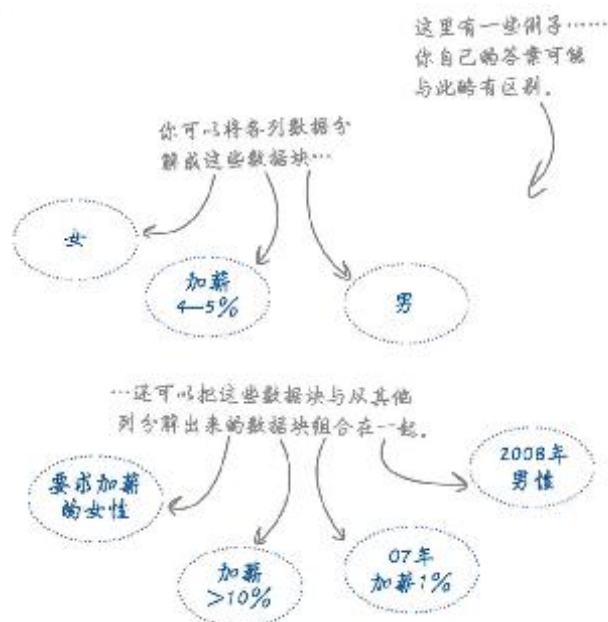 这里有一些例子……
你自己的答案可能
与此略有区别。
你可以将各列数据分
解成这些数据块…
女
加薪
4—5%
男
…还可以把这些数据块与从其他
列分解出来的数据块组合在一起。
要求加薪
的女性
加薪
>10%
07年
加薪1%
2008年
男性